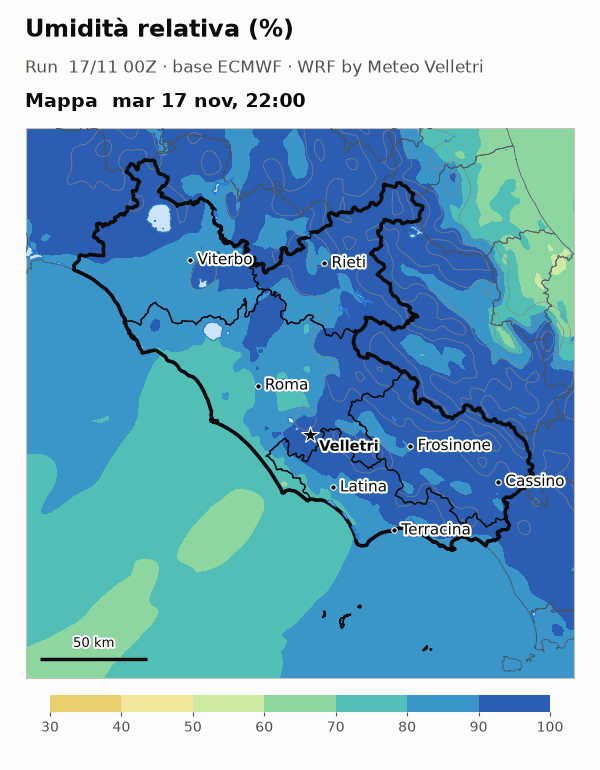 Umidità relativa (%)
Run  17/11 00Z · base ECMWF · WRF by Meteo Velletri
Mappa  mar 17 nov, 22:00
Viterbo
Rieti
Roma
Velletri
Frosinone
Cassino
Latina
Terracina
50 km
30 40 50 60 70 80 90 100